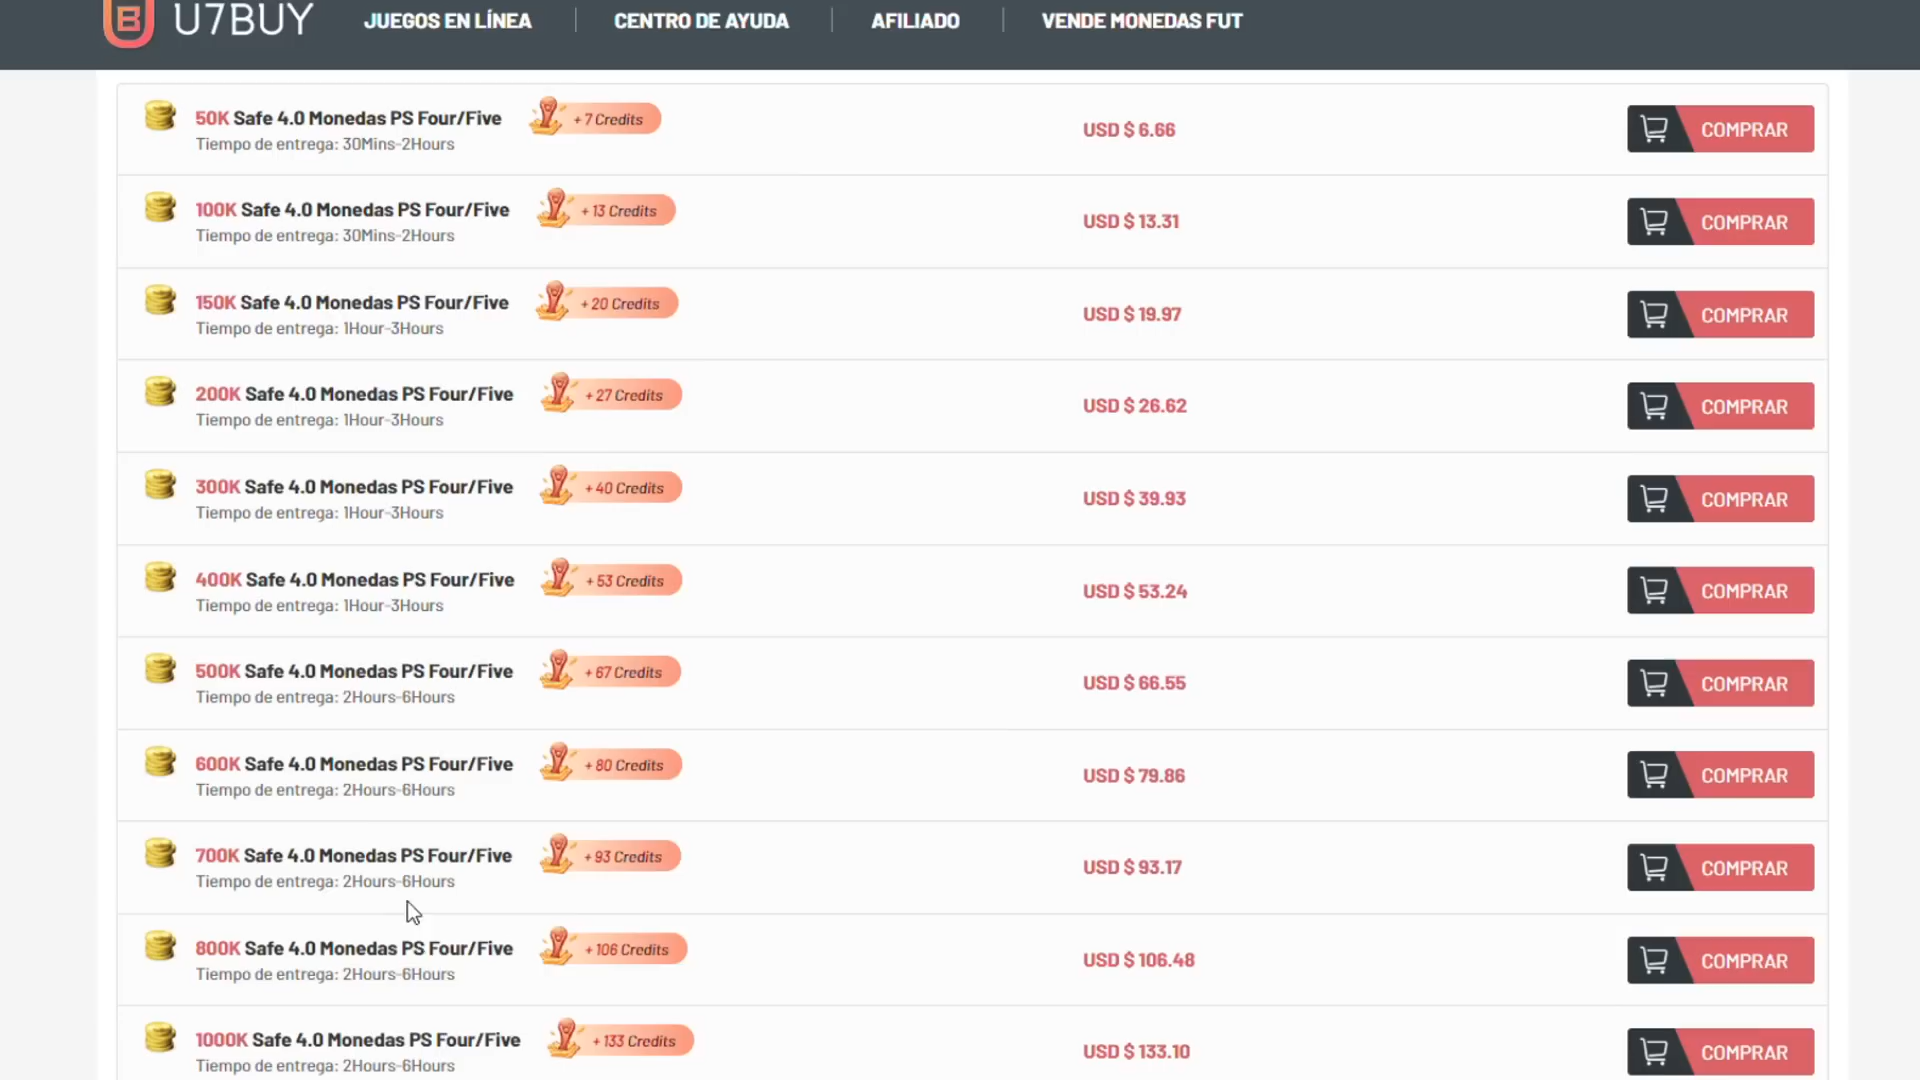 U7BUY JUEGOS EN LÍNEA CENTRO DE AYUDA AFILIADO VENDE MONEDAS FUT
50K Safe 4.0 Monedas PS Four/Five + 7 Credits
Tiempo de entrega: 30Mins-2Hours
USD $ 6.66
COMPRAR
100K Safe 4.0 Monedas PS Four/Five + 13 Credits
Tiempo de entrega: 30Mins-2Hours
USD $ 13.31
COMPRAR
150K Safe 4.0 Monedas PS Four/Five + 20 Credits
Tiempo de entrega: 1Hour-3Hours
USD $ 19.97
COMPRAR
200K Safe 4.0 Monedas PS Four/Five + 27 Credits
Tiempo de entrega: 1Hour-3Hours
USD $ 26.62
COMPRAR
300K Safe 4.0 Monedas PS Four/Five + 40 Credits
Tiempo de entrega: 1Hour-3Hours
USD $ 39.93
COMPRAR
400K Safe 4.0 Monedas PS Four/Five + 53 Credits
Tiempo de entrega: 1Hour-3Hours
USD $ 53.24
COMPRAR
500K Safe 4.0 Monedas PS Four/Five + 67 Credits
Tiempo de entrega: 2Hours-6Hours
USD $ 66.55
COMPRAR
600K Safe 4.0 Monedas PS Four/Five + 80 Credits
Tiempo de entrega: 2Hours-6Hours
USD $ 79.86
COMPRAR
700K Safe 4.0 Monedas PS Four/Five + 93 Credits
Tiempo de entrega: 2Hours-6Hours
USD $ 93.17
COMPRAR
800K Safe 4.0 Monedas PS Four/Five + 106 Credits
Tiempo de entrega: 2Hours-6Hours
USD $ 106.48
COMPRAR
1000K Safe 4.0 Monedas PS Four/Five + 133 Credits
Tiempo de entrega: 2Hours-6Hours
USD $ 133.10
COMPRAR